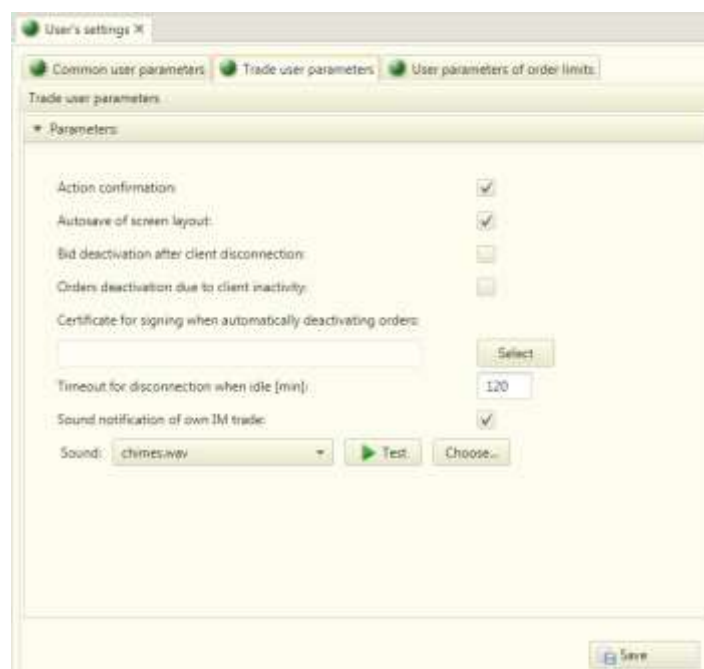 User's settings
Common user parameters Trade user parameters User parameters of order limits
Trade user parameters
Parameters
Action confirmation:
Autosave of screen layout:
Bid deactivation after client disconnection:
Orders deactivation due to client inactivity:
Certificate for signing when automatically deactivating orders:
Select
Timeout for disconnection when idle [min]: 120
Sound notification of own IM trade:
Sound: chimes.wav Test Choose...
Save